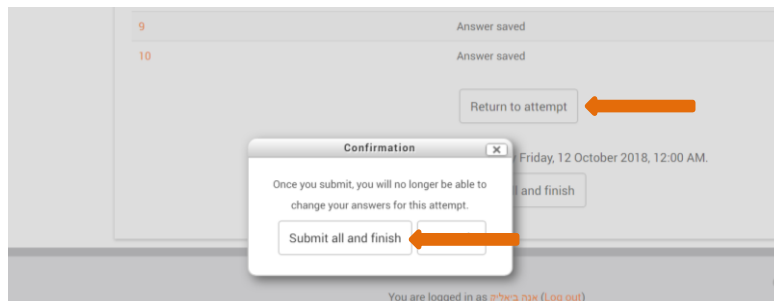 9 Answer saved
10 Answer saved
Return to attempt
Confirmation
Friday, 12 October 2018, 12:00 AM.
Once you submit, you will no longer be able to
change your answers for this attempt.
and finish
Submit all and finish
You are logged in as אנה ביאליק (Log out)